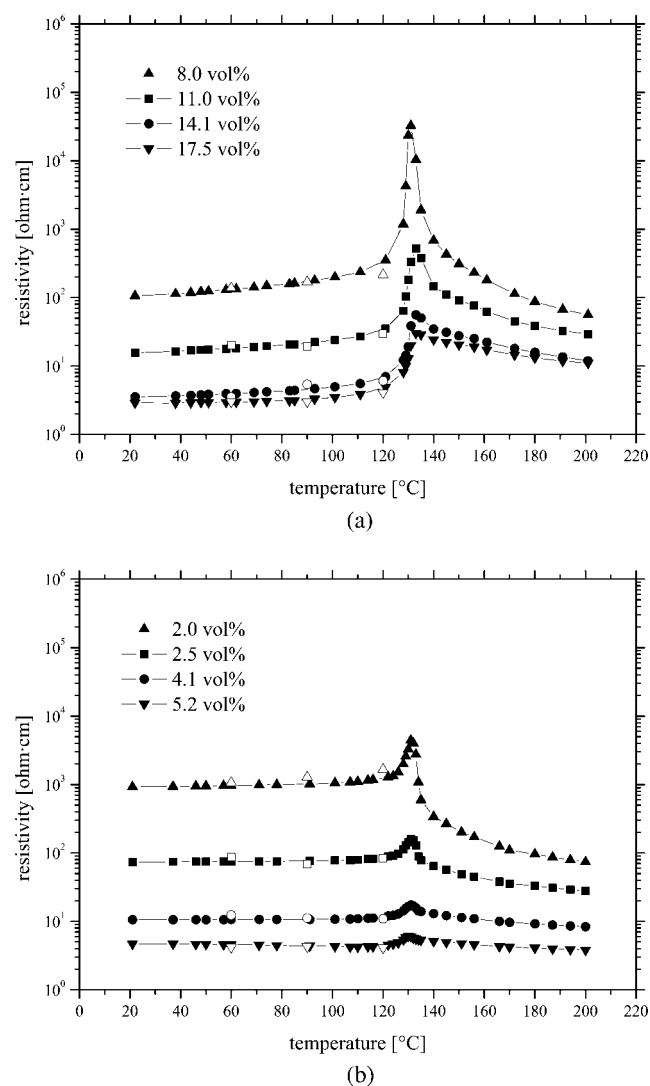 10^6
10^5
10^4
10^3
10^2
10^1
10^0
resistivity [ohm·cm]
8.0 vol%
11.0 vol%
14.1 vol%
17.5 vol%
0 20 40 60 80 100 120 140 160 180 200 220
temperature [°C]
(a)
10^6
10^5
10^4
10^3
10^2
10^1
10^0
resistivity [ohm·cm]
2.0 vol%
2.5 vol%
4.1 vol%
5.2 vol%
0 20 40 60 80 100 120 140 160 180 200 220
temperature [°C]
(b)